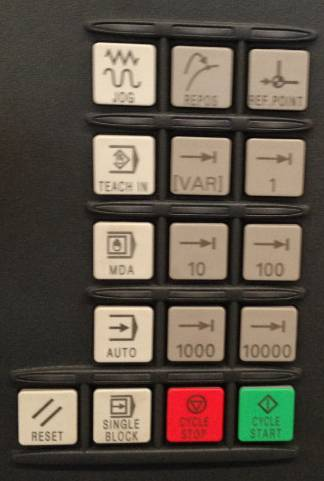 JOG
REPOS
REF.POINT
TEACH IN
[VAR]
1
MDA
10
100
AUTO
1000
10000
RESET
SINGLE
BLOCK
CYCLE
STOP
CYCLE
START